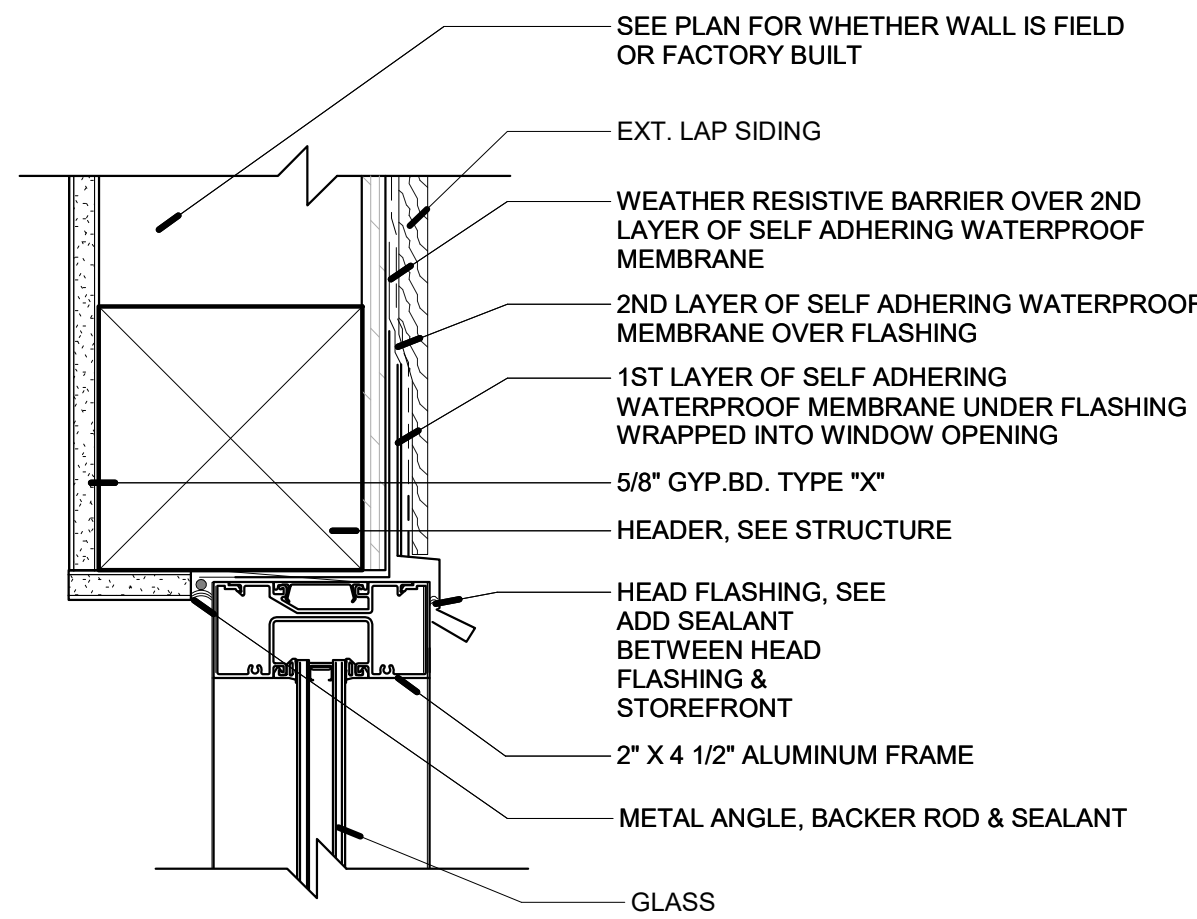 SEE PLAN FOR WHETHER WALL IS FIELD
OR FACTORY BUILT
EXT. LAP SIDING
WEATHER RESISTIVE BARRIER OVER 2ND
LAYER OF SELF ADHERING WATERPROOF
MEMBRANE
2ND LAYER OF SELF ADHERING WATERPROOF
MEMBRANE OVER FLASHING
1ST LAYER OF SELF ADHERING
WATERPROOF MEMBRANE UNDER FLASHING
WRAPPED INTO WINDOW OPENING
5/8" GYP.BD. TYPE "X"
HEADER, SEE STRUCTURE
HEAD FLASHING, SEE
ADD SEALANT
BETWEEN HEAD
FLASHING &
STOREFRONT
2" X 4 1/2" ALUMINUM FRAME
METAL ANGLE, BACKER ROD & SEALANT
GLASS